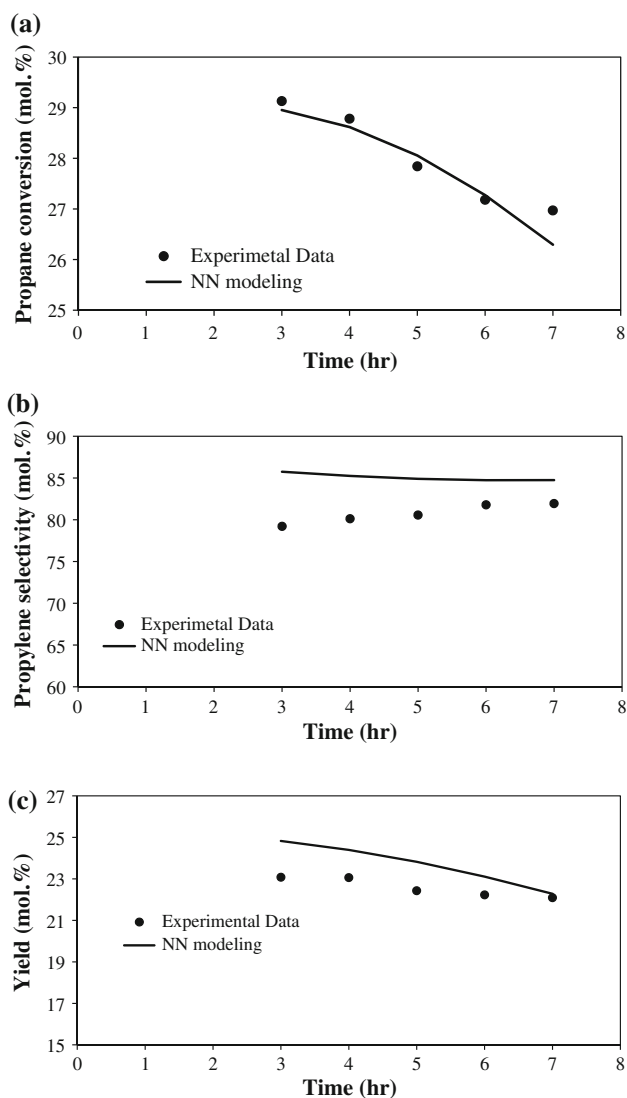 (a)
Propane conversion (mol.%)
30
29
28
27
26
25
Experimetal Data
NN modeling
0 1 2 3 4 5 6 7 8
Time (hr)
(b)
Propylene selectivity (mol.%)
90
85
80
75
70
65
60
Experimetal Data
NN modeling
0 1 2 3 4 5 6 7 8
Time (hr)
(c)
Yield (mol.%)
27
25
23
21
19
17
15
Experimental Data
NN modeling
0 1 2 3 4 5 6 7 8
Time (hr)